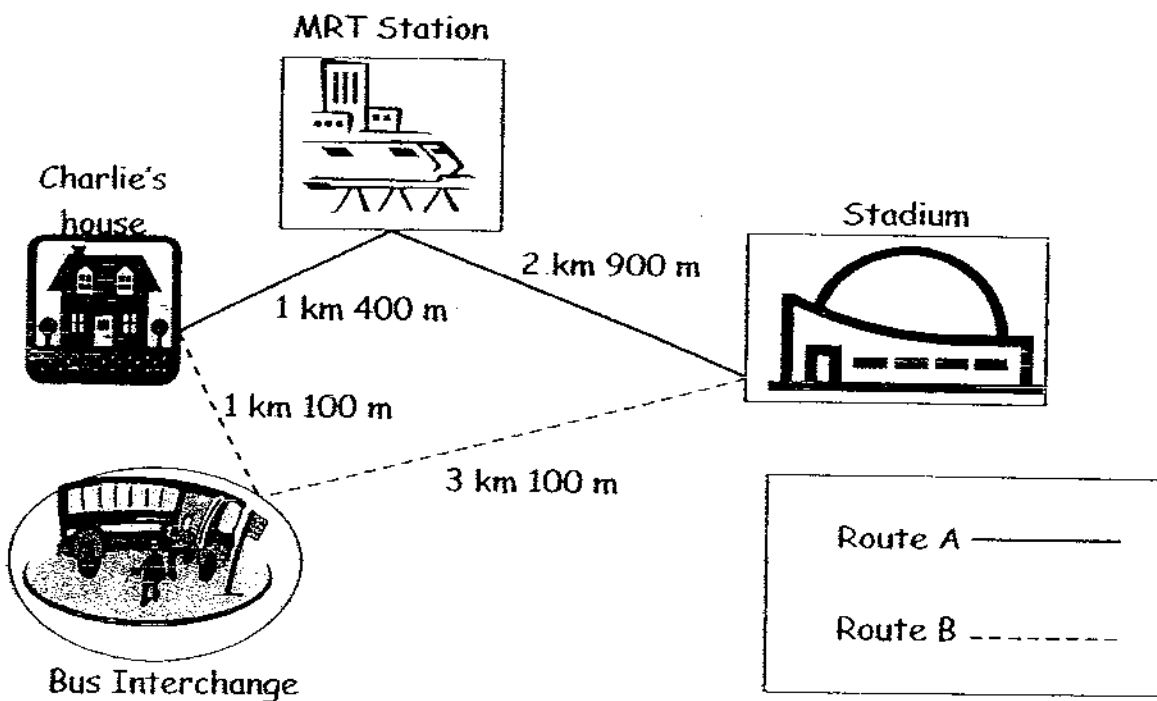 MRT Station
Charlie's
house
Stadium
2 km 900 m
1 km 400 m
1 km 100 m
3 km 100 m
Route A
Route B
Bus Interchange